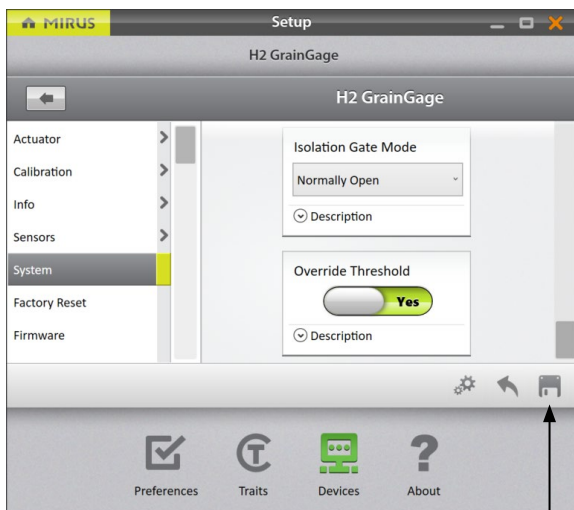 MIRUS
Setup
H2 GrainGage
H2 GrainGage
Actuator
Calibration
Info
Sensors
System
Factory Reset
Firmware
Isolation Gate Mode
Normally Open
Description
Override Threshold
Yes
Description
Preferences
Traits
Devices
About